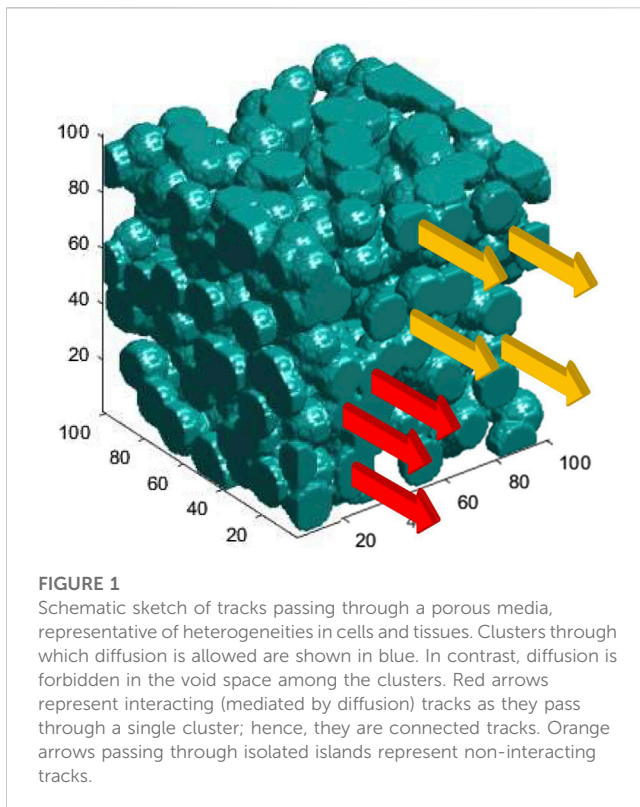 100
80
60
40
20
100
80
60
40
20
20
40
60
80
100
FIGURE 1
Schematic sketch of tracks passing through a porous media,
representative of heterogeneities in cells and tissues. Clusters through
which diffusion is allowed are shown in blue. In contrast, diffusion is
forbidden in the void space among the clusters. Red arrows
represent interacting (mediated by diffusion) tracks as they pass
through a single cluster; hence, they are connected tracks. Orange
arrows passing through isolated islands represent non-interacting
tracks.